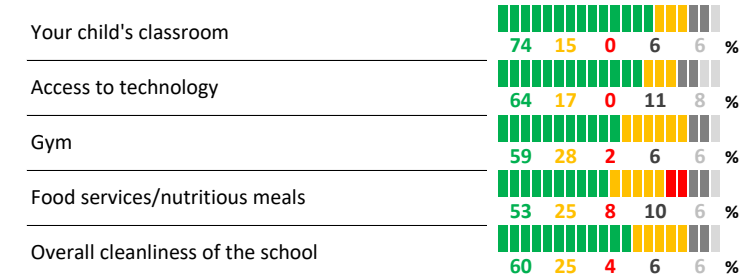 Your child's classroom
74 15 0 6 6 %
Access to technology
64 17 0 11 8 %
Gym
59 28 2 6 6 %
Food services/nutritious meals
53 25 8 10 6 %
Overall cleanliness of the school
60 25 4 6 6 %